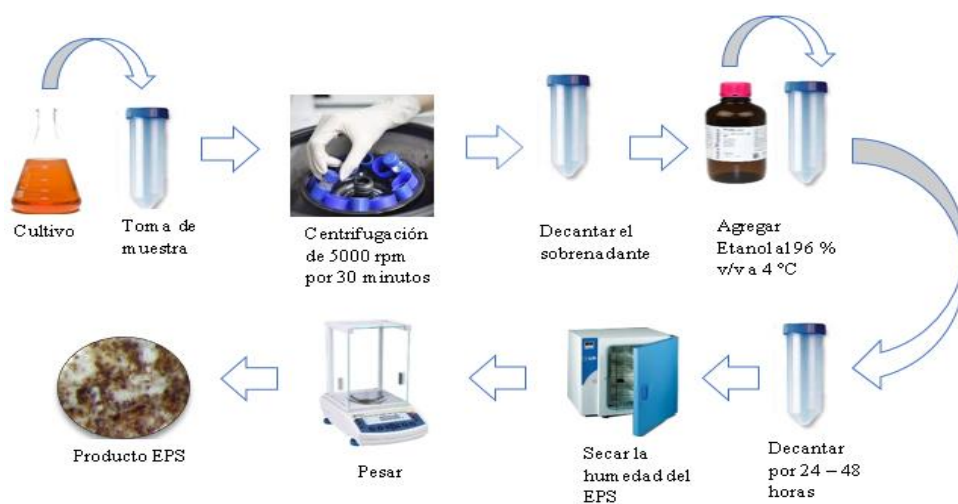 Cultivo
Toma de
muestra
Centrifugación
de 5000 rpm
por 30 minutos
Decantar el
sobrenadante
Agregar
Etanol al 96 %
v/v a 4 °C
Decantar
por 24 – 48
horas
Secar la
humedad del
EPS
Pesar
Producto EPS